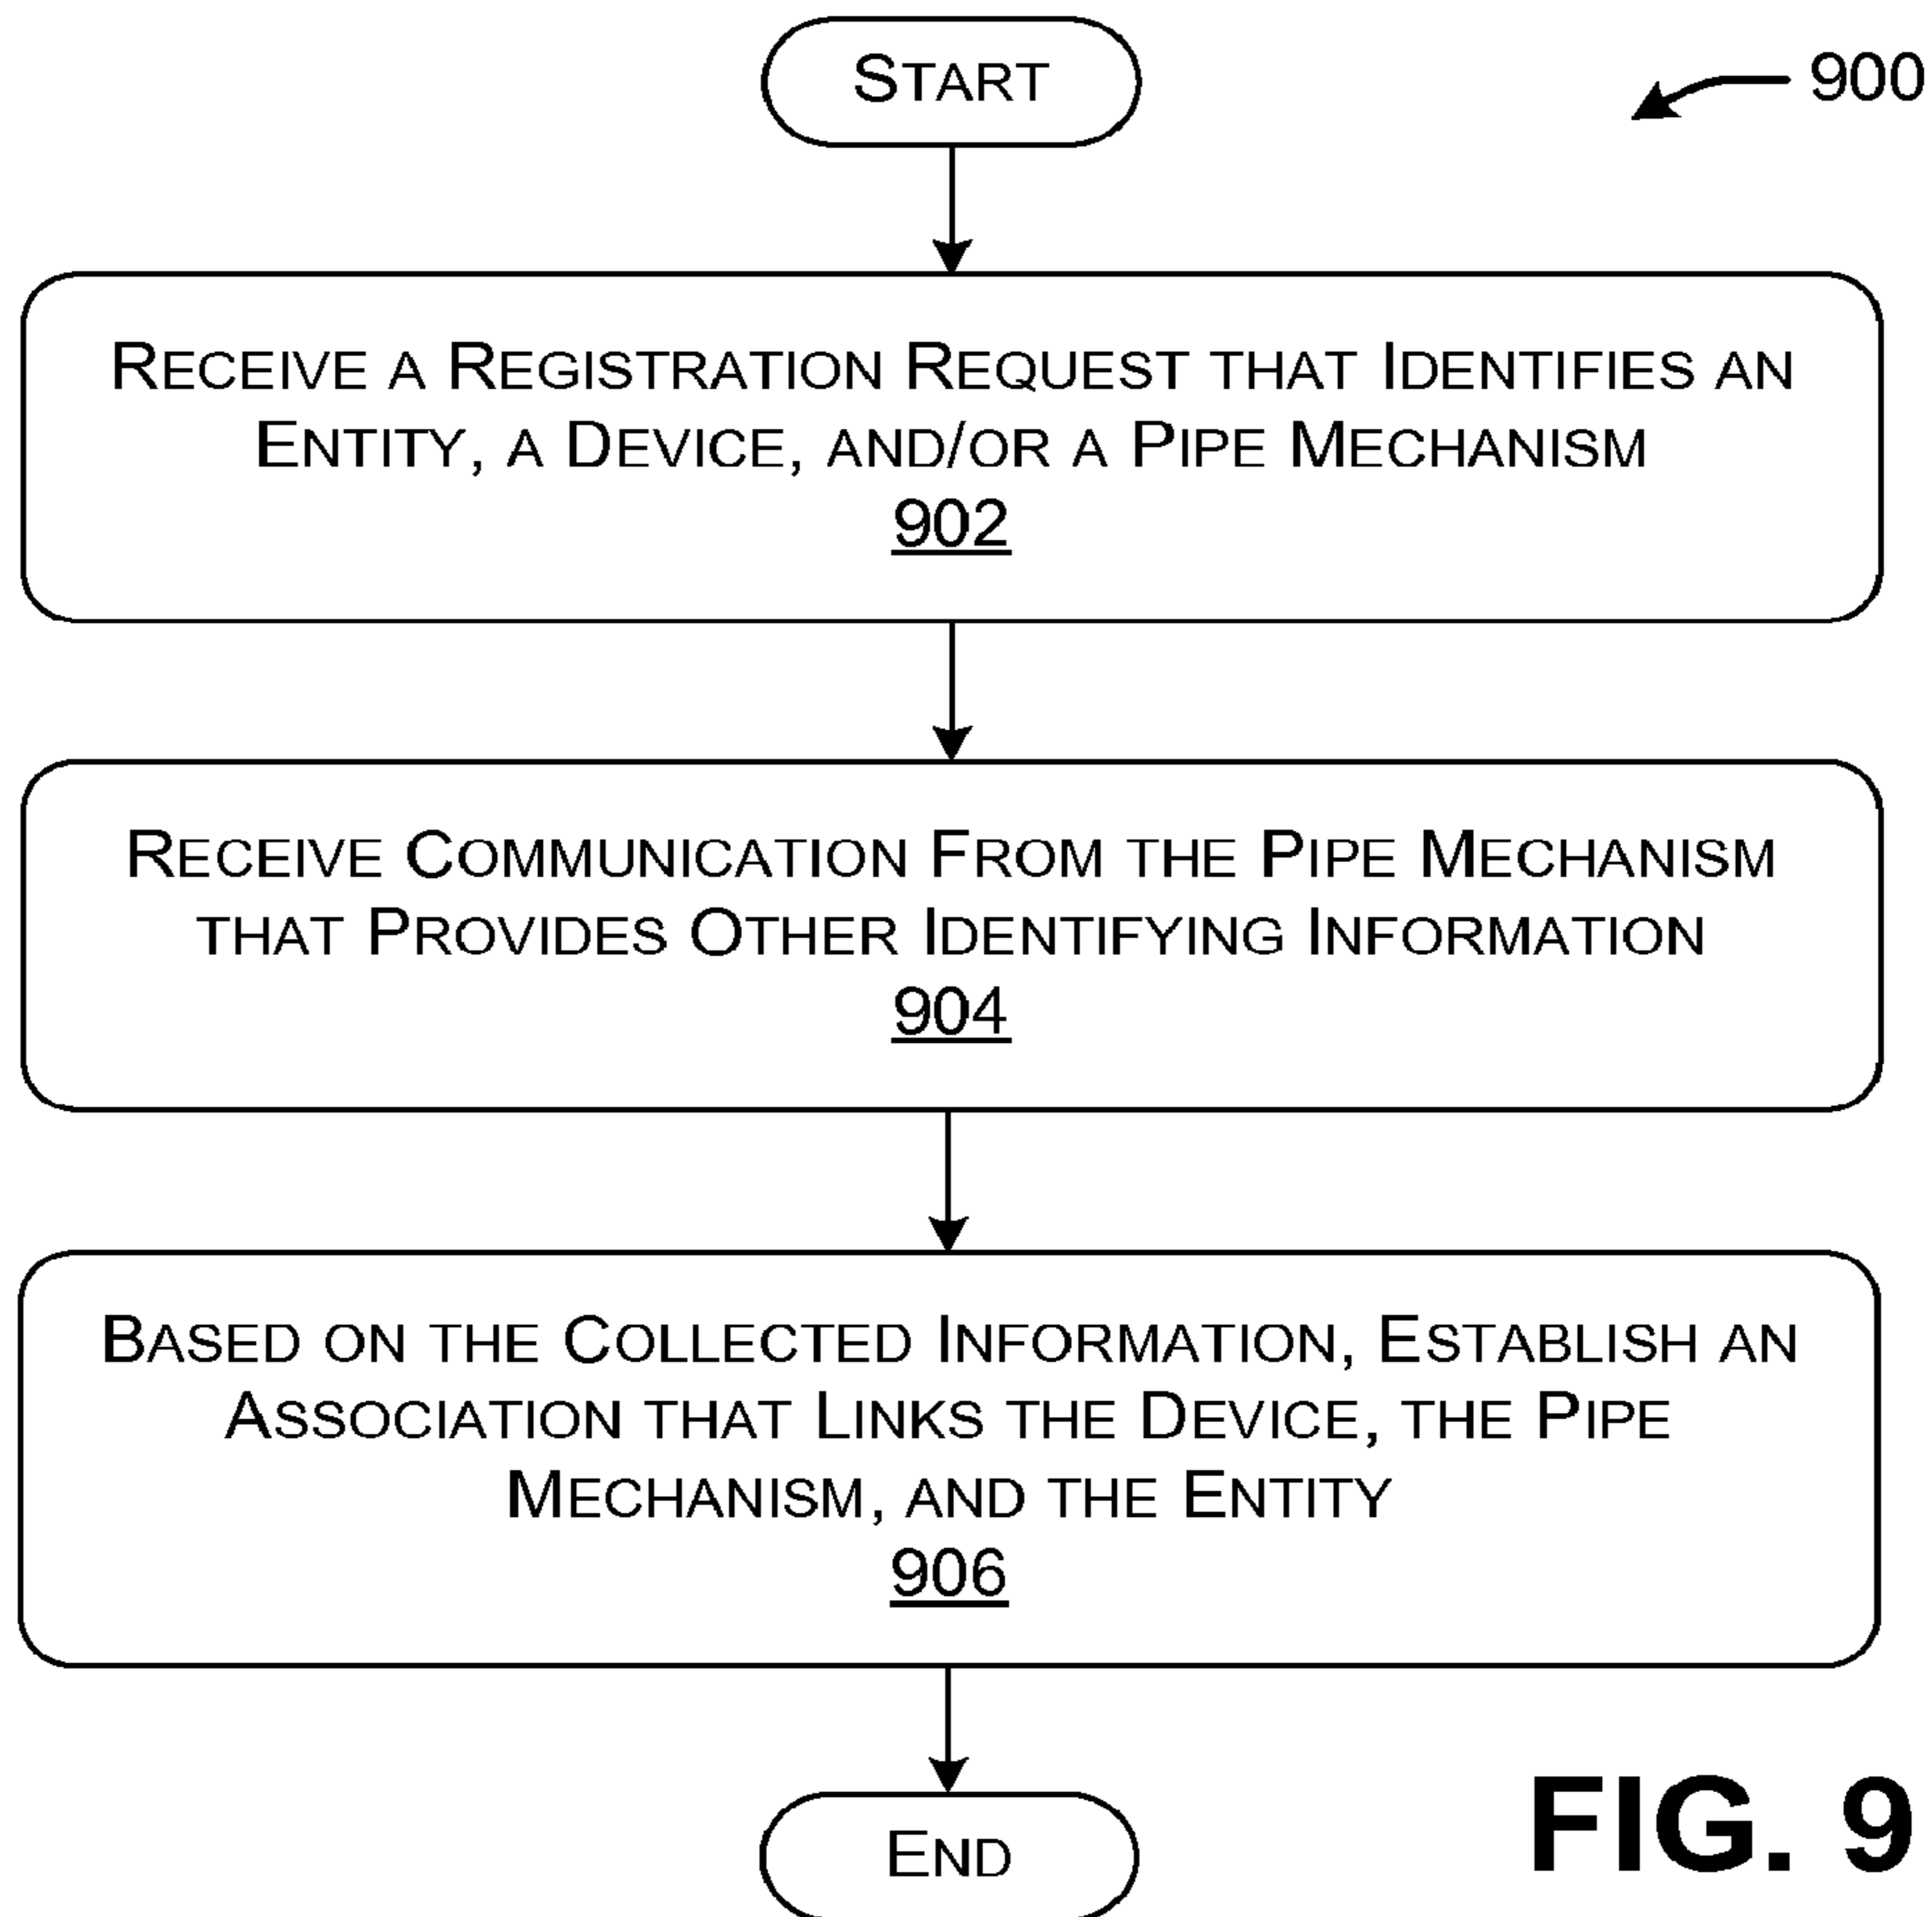 START
900
RECEIVE A REGISTRATION REQUEST THAT IDENTIFIES AN
ENTITY, A DEVICE, AND/OR A PIPE MECHANISM
902
RECEIVE COMMUNICATION FROM THE PIPE MECHANISM
THAT PROVIDES OTHER IDENTIFYING INFORMATION
904
BASED ON THE COLLECTED INFORMATION, ESTABLISH AN
ASSOCIATION THAT LINKS THE DEVICE, THE PIPE
MECHANISM, AND THE ENTITY
906
END
FIG. 9